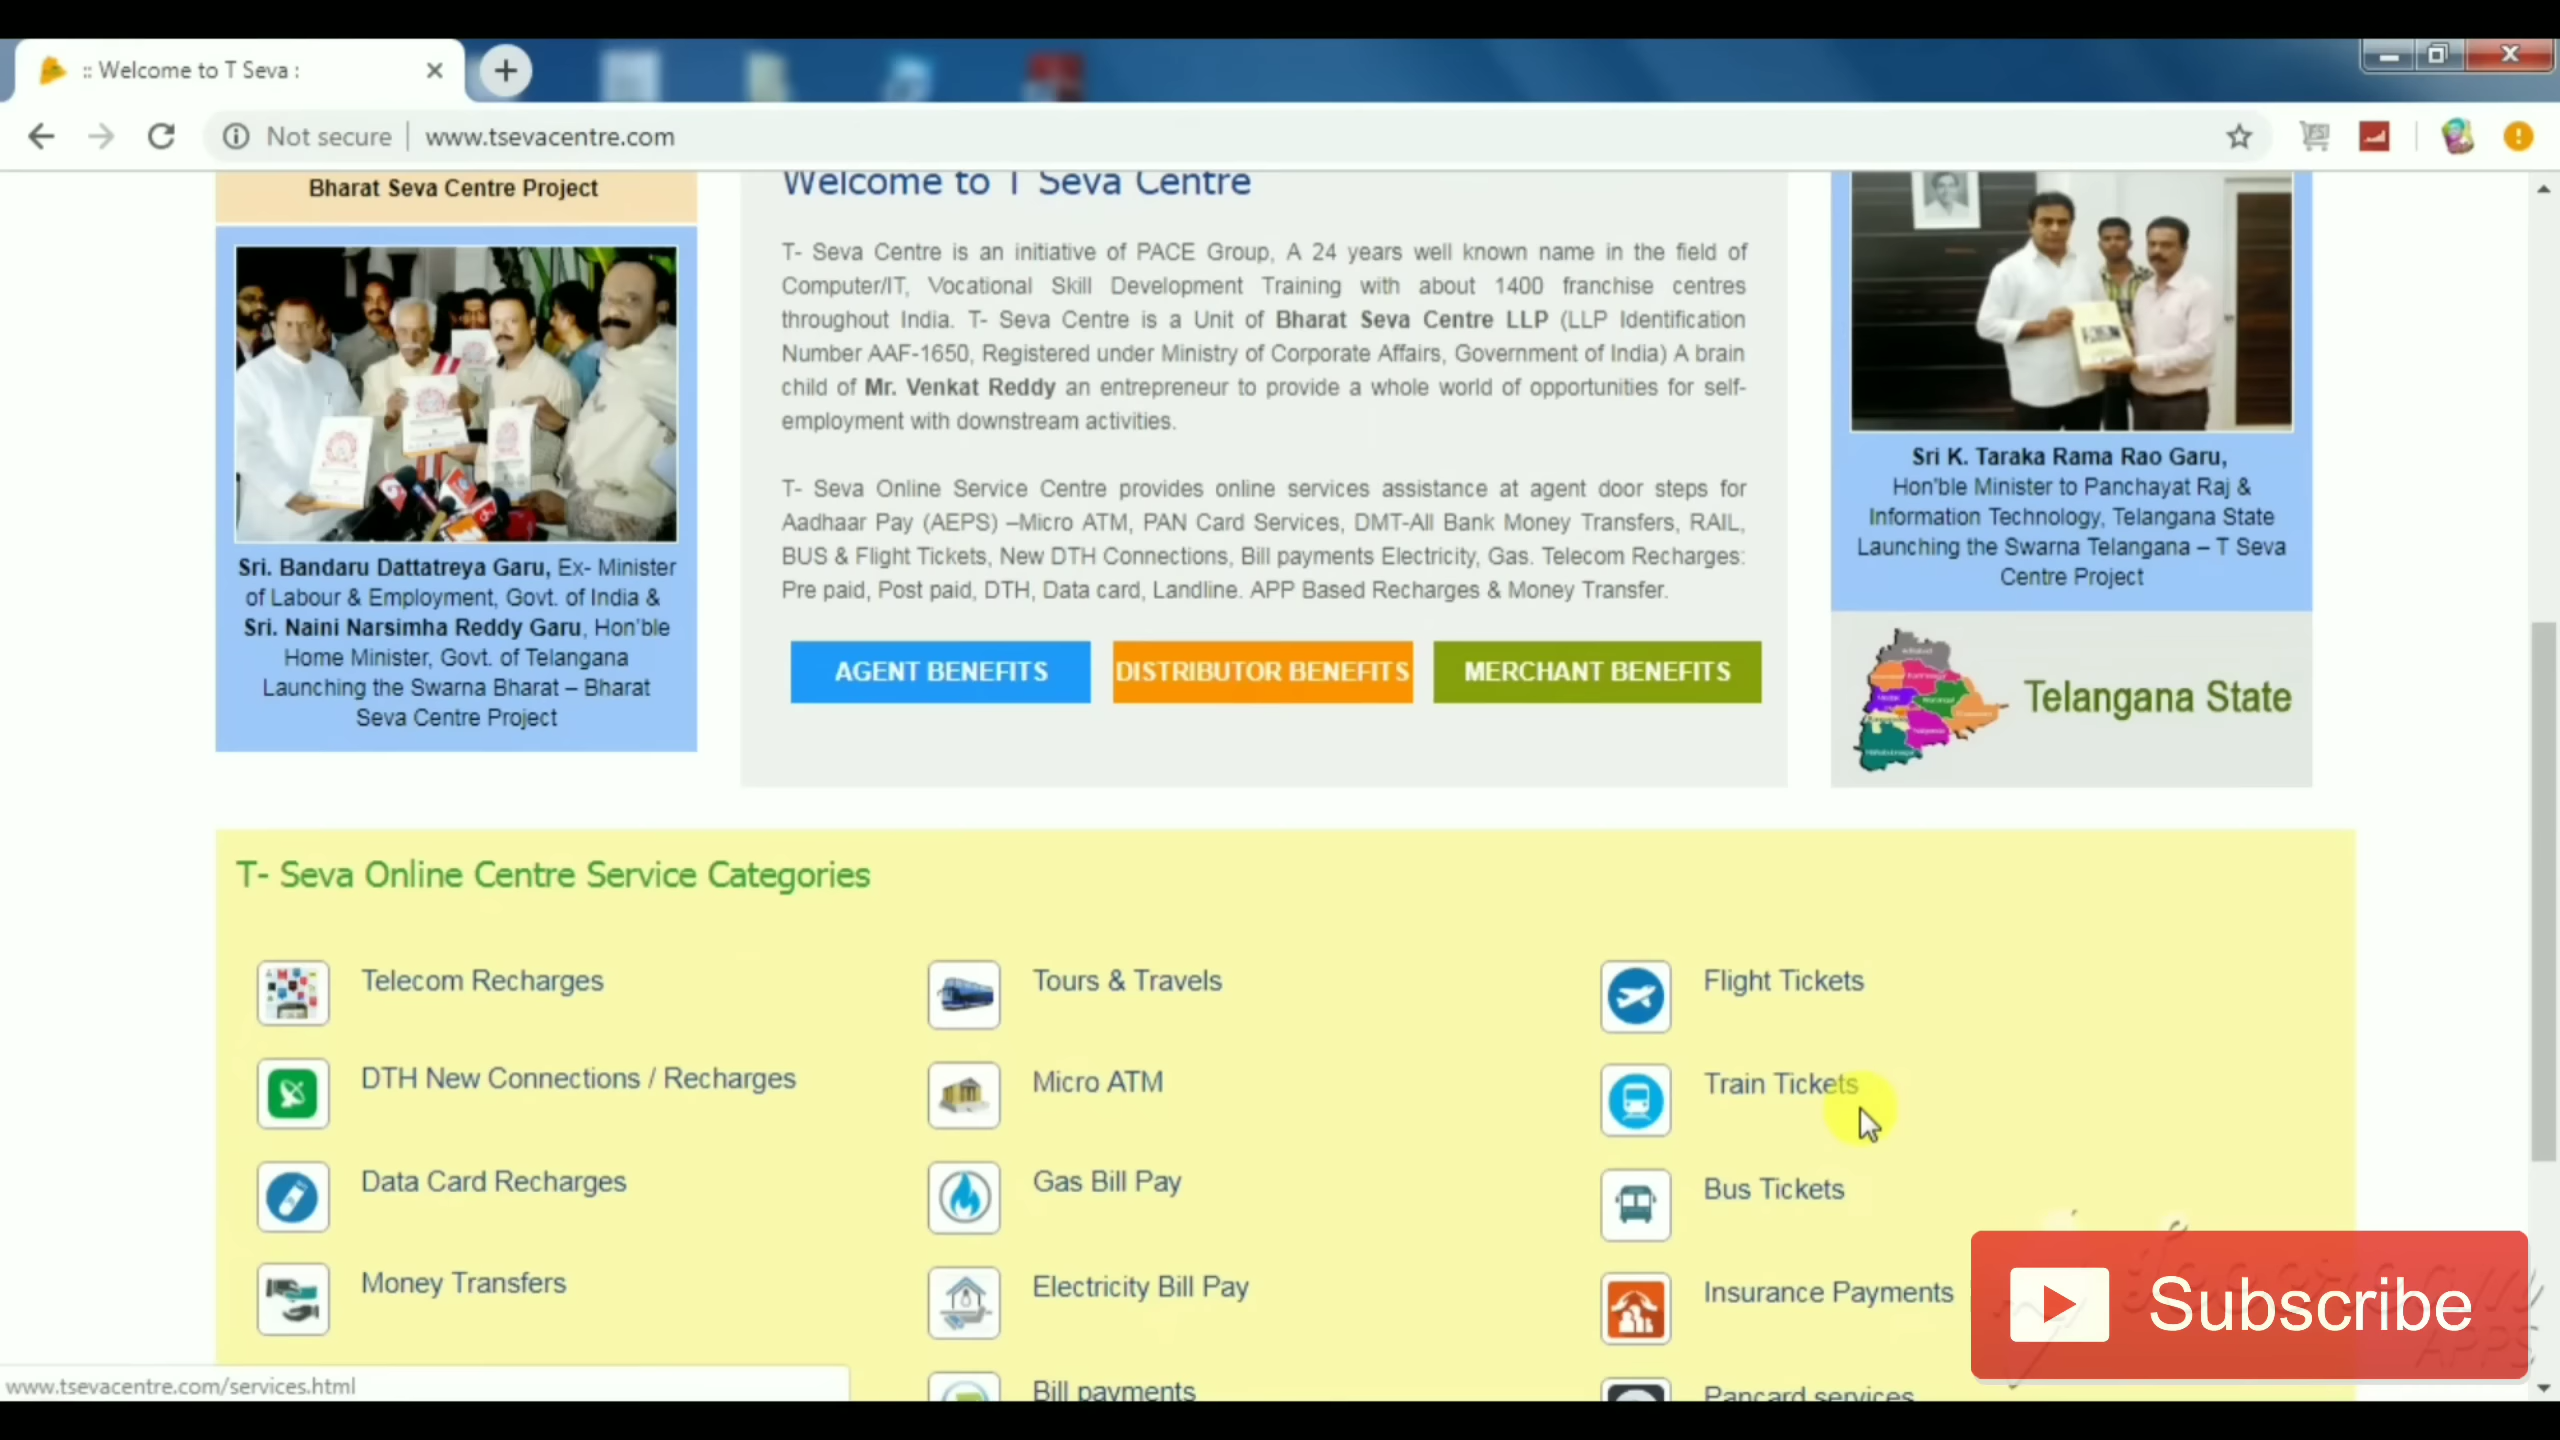 :: Welcome to T Seva :
Not secure
www.tsevacentre.com
Bharat Seva Centre Project
Sri. Bandaru Dattatreya Garu, Ex- Minister
of Labour & Employment, Govt. of India &
Sri. Naini Narsimha Reddy Garu, Hon'ble
Home Minister, Govt. of Telangana
Launching the Swarna Bharat – Bharat
Seva Centre Project
Welcome to T Seva Centre
T- Seva Centre is an initiative of PACE Group, A 24 years well known name in the field of
Computer/IT, Vocational Skill Development Training with about 1400 franchise centres
throughout India. T- Seva Centre is a Unit of Bharat Seva Centre LLP (LLP Identification
Number AAF-1650, Registered under Ministry of Corporate Affairs, Government of India) A brain
child of Mr. Venkat Reddy an entrepreneur to provide a whole world of opportunities for self-
employment with downstream activities.
T- Seva Online Service Centre provides online services assistance at agent door steps for
Aadhaar Pay (AEPS) –Micro ATM, PAN Card Services, DMT-All Bank Money Transfers, RAIL,
BUS & Flight Tickets, New DTH Connections, Bill payments Electricity, Gas. Telecom Recharges:
Pre paid, Post paid, DTH, Data card, Landline. APP Based Recharges & Money Transfer.
AGENT BENEFITS
DISTRIBUTOR BENEFITS
MERCHANT BENEFITS
Sri K. Taraka Rama Rao Garu,
Hon'ble Minister to Panchayat Raj &
Information Technology, Telangana State
Launching the Swarna Telangana – T Seva
Centre Project
Telangana State
T- Seva Online Centre Service Categories
Telecom Recharges
Tours & Travels
Flight Tickets
DTH New Connections / Recharges
Micro ATM
Train Tickets
Data Card Recharges
Gas Bill Pay
Bus Tickets
Money Transfers
Electricity Bill Pay
Insurance Payments
Bill payments
Pancard services
Subscribe
APPS
www.tsevacentre.com/services.html